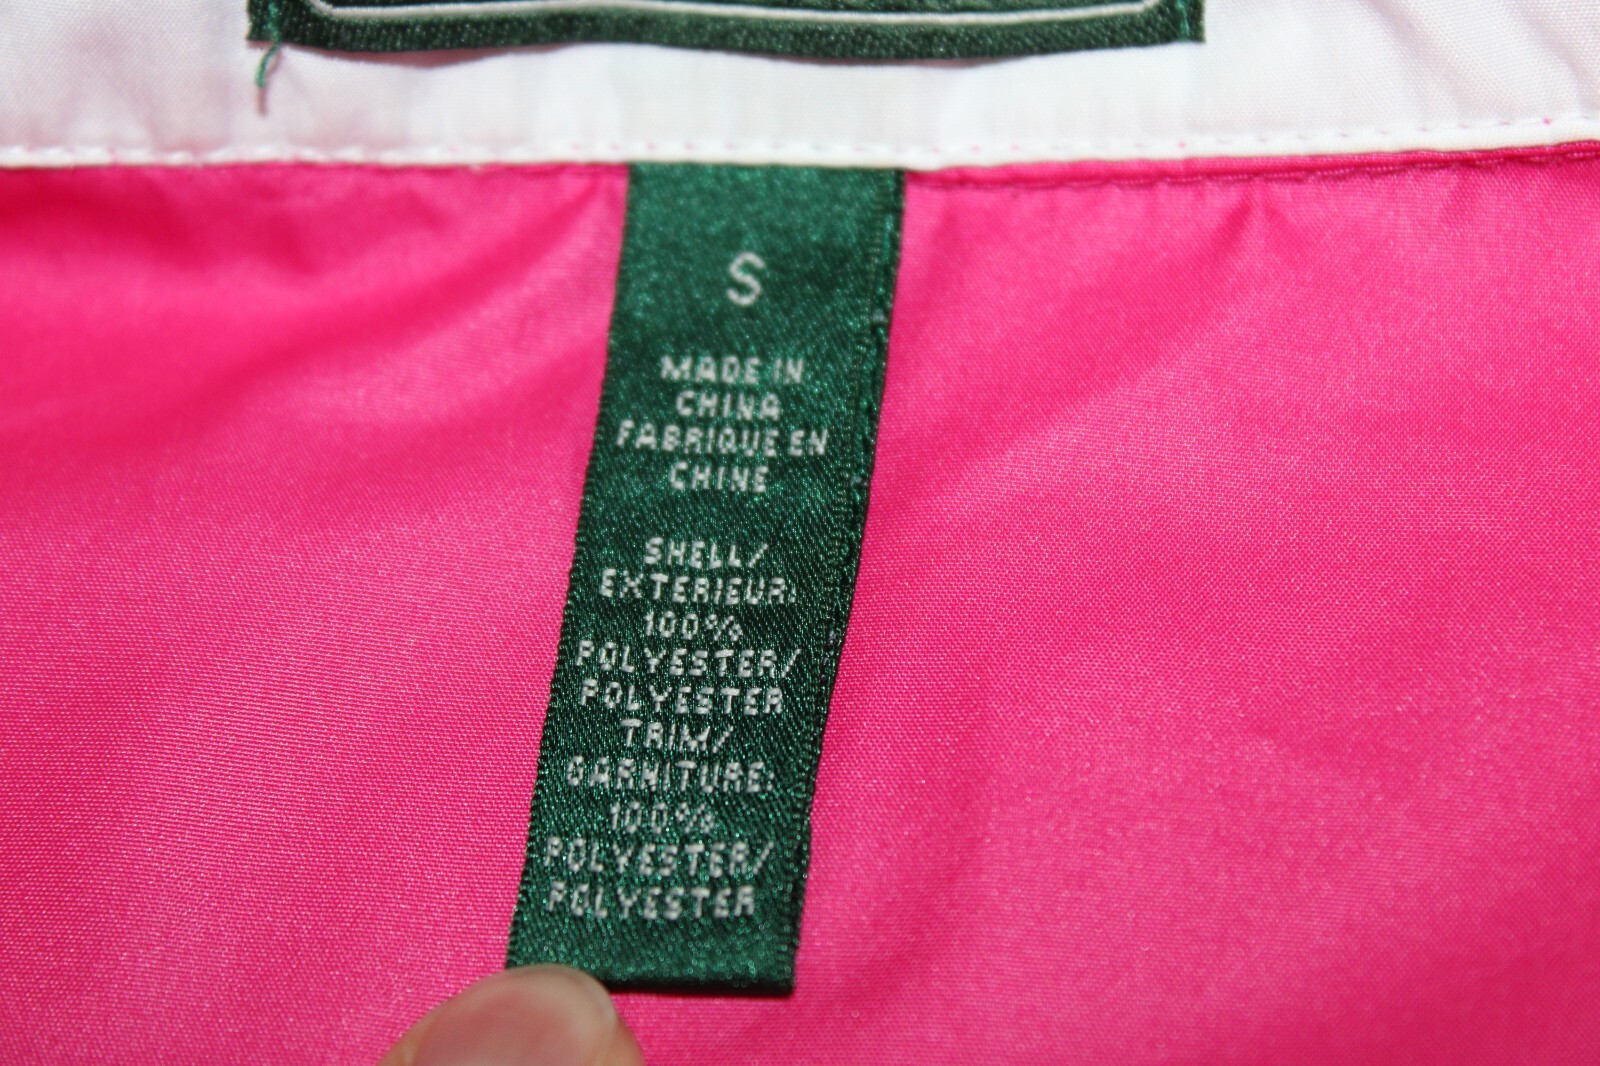 S
MADE IN
CHINA
FABRIQUE EN
CHINE
SHELL/
EXTERIEUR:
100%
POLYESTER/
POLYESTER
TRIM/
GARNITURE:
100%
POLYESTER/
POLYESTER